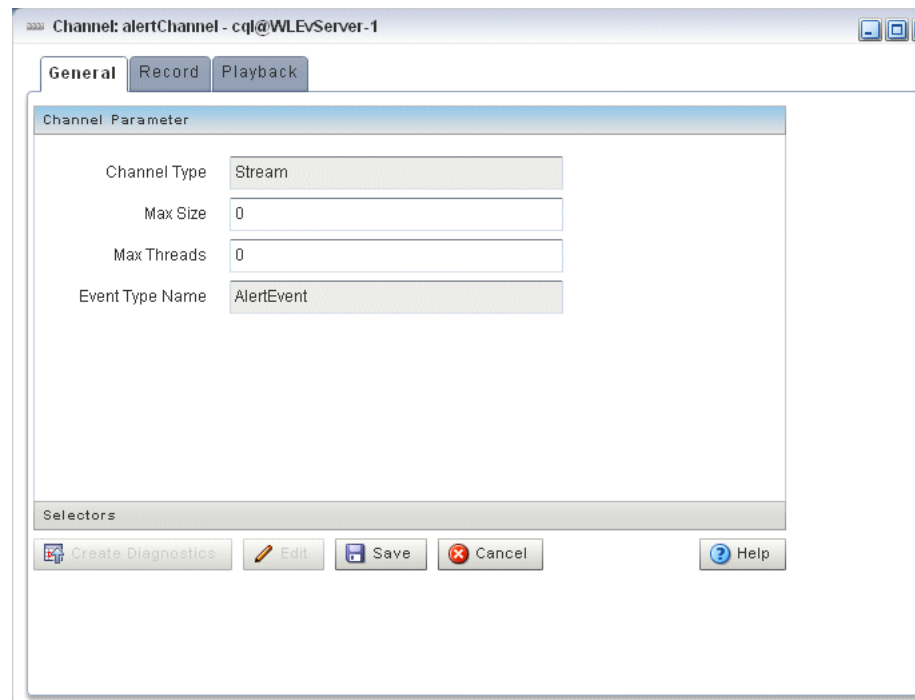 Channel: alertChannel - cql@WLEvServer-1
General Record Playback
Channel Parameter
Channel Type Stream
Max Size 0
Max Threads 0
Event Type Name AlertEvent
Selectors
Create Diagnostics Edit Save Cancel Help